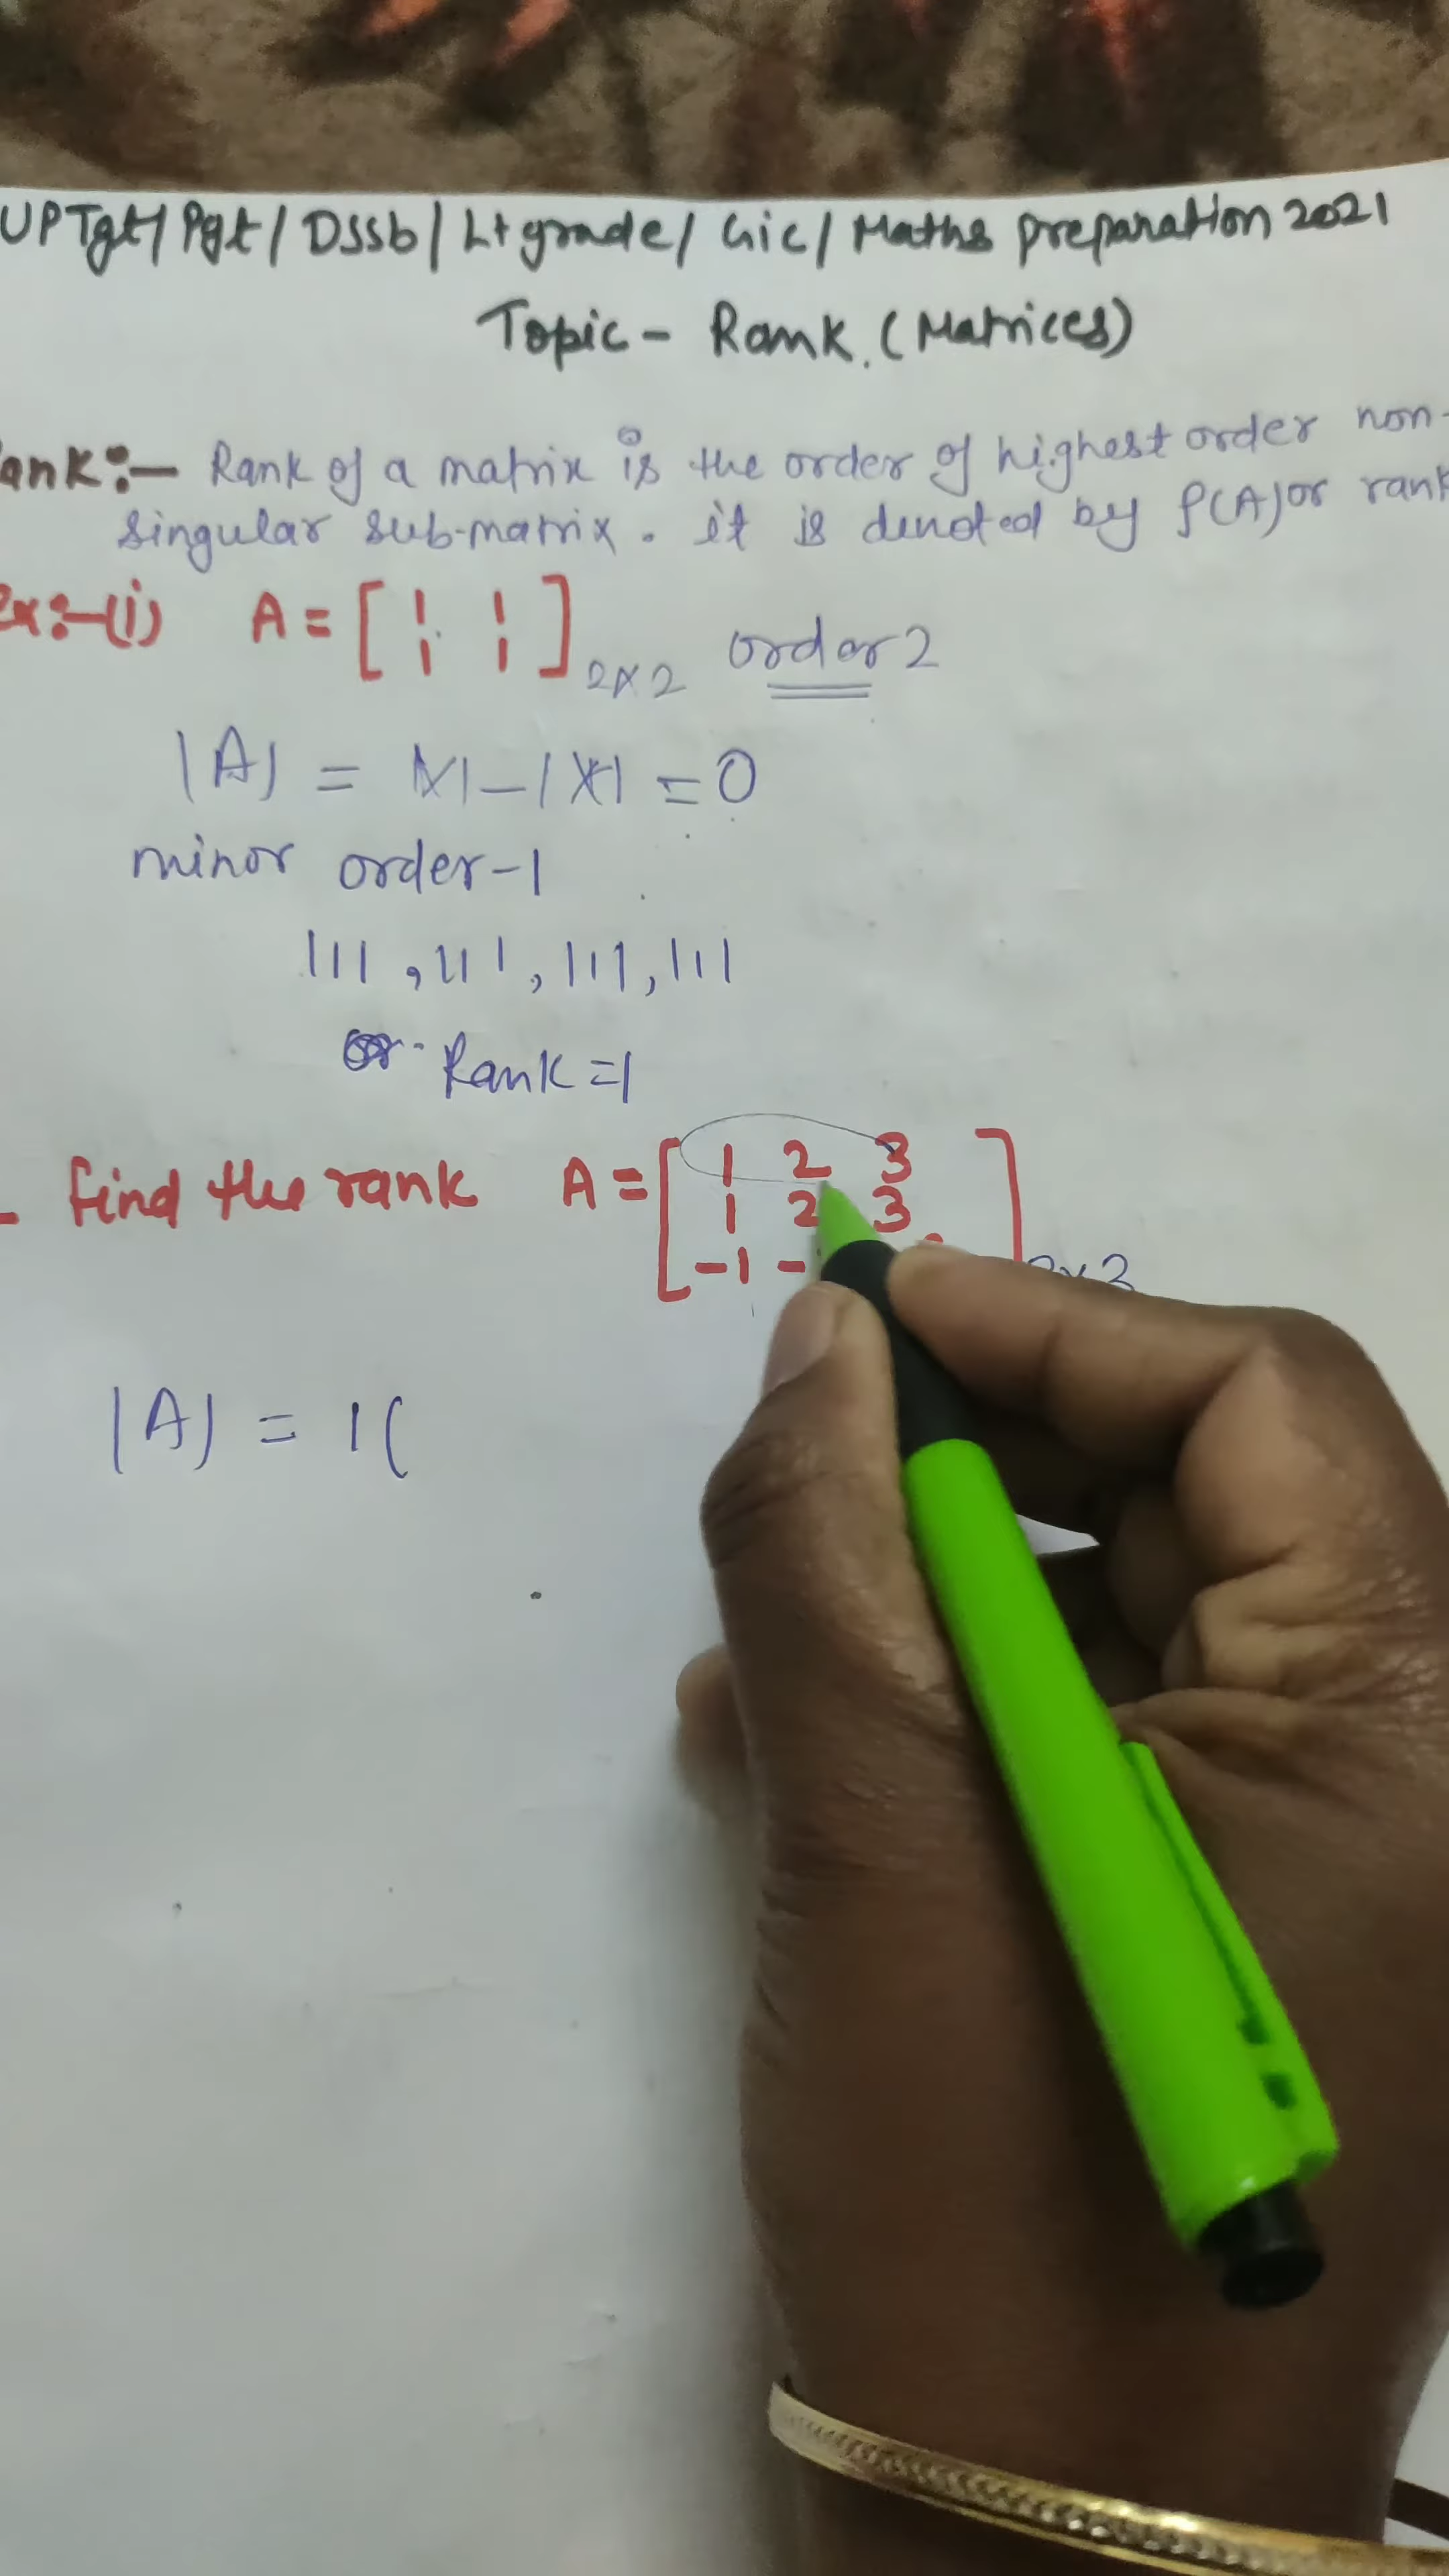 UP Tgt/Pgt/Dssb/Lt grade/Gic/Maths preparation 2021
Topic - Rank. (Matrices)
ank:- Rank of a matrix is the order of highest order non-
singular sub-matrix. it is denoted by ρ(A) or rank
Ex:-(i) A = [ 1 1
1 1 ] 2×2 order 2
|A| = 1×1 - 1×1 = 0
minor order-1
|1|, |1|, |1|, |1|
Rank = 1
find the rank A = [ 1 2 3
1 2 3
-1 - ]
|A| = 1(